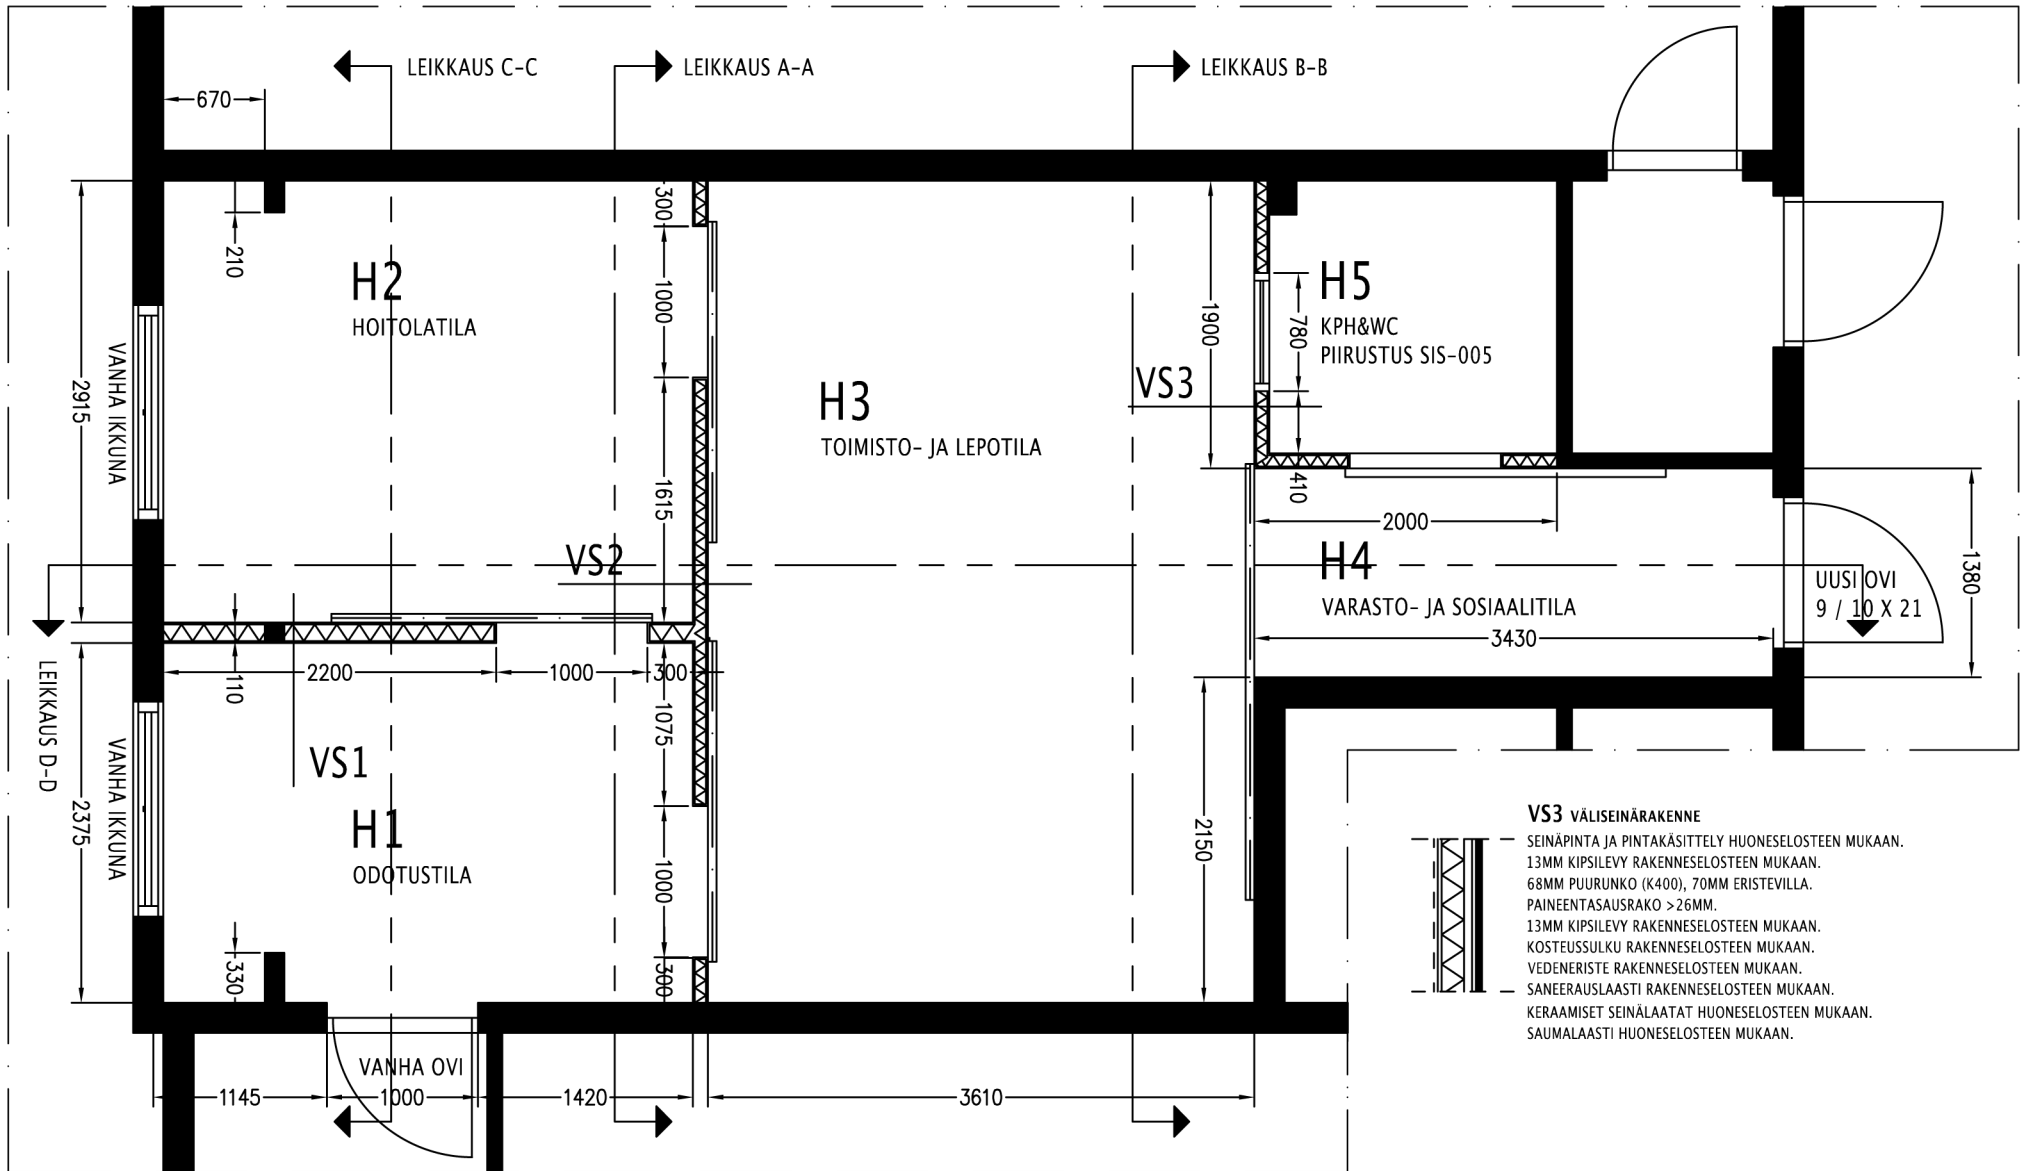 LEIKKAUS C-C
LEIKKAUS A-A
LEIKKAUS B-B
670
300
210
H2
HOITOLATILA
1000
1900
H5
KPH&WC
PIIRUSTUS SIS-005
780
VS3
2915
VANHA IKKUNA
H3
TOIMISTO- JA LEPOTILA
1615
410
2000
VS2
H4
VARASTO- JA SOSIAALITILA
3430
UUSI OVI
9 / 10 X 21
1380
LEIKKAUS D-D
2200
1000
300
110
1075
VS1
H1
ODOTUSTILA
2375
VANHA IKKUNA
1000
2150
330
300
VANHA OVI
1145
1000
1420
3610
VS3 VÄLISEINÄRAKENNE
SEINÄPINTA JA PINTAKÄSITTELY HUONESELOSTEEN MUKAAN.
13MM KIPSILEVY RAKENNESELOSTEEN MUKAAN.
68MM PUURUNKO (K400), 70MM ERISTEVILLA.
PAINEENTASAUSRAKO >26MM.
13MM KIPSILEVY RAKENNESELOSTEEN MUKAAN.
KOSTEUSSULKU RAKENNESELOSTEEN MUKAAN.
VEDENERISTE RAKENNESELOSTEEN MUKAAN.
SANEERAUSLAASTI RAKENNESELOSTEEN MUKAAN.
KERAAMISET SEINÄLAATAT HUONESELOSTEEN MUKAAN.
SAUMALAASTI HUONESELOSTEEN MUKAAN.